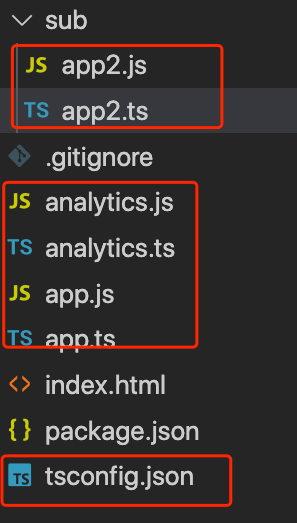 sub
JS app2.js
TS app2.ts
.gitignore
JS analytics.js
TS analytics.ts
JS app.js
TS app.ts
<> index.html
{} package.json
TS tsconfig.json